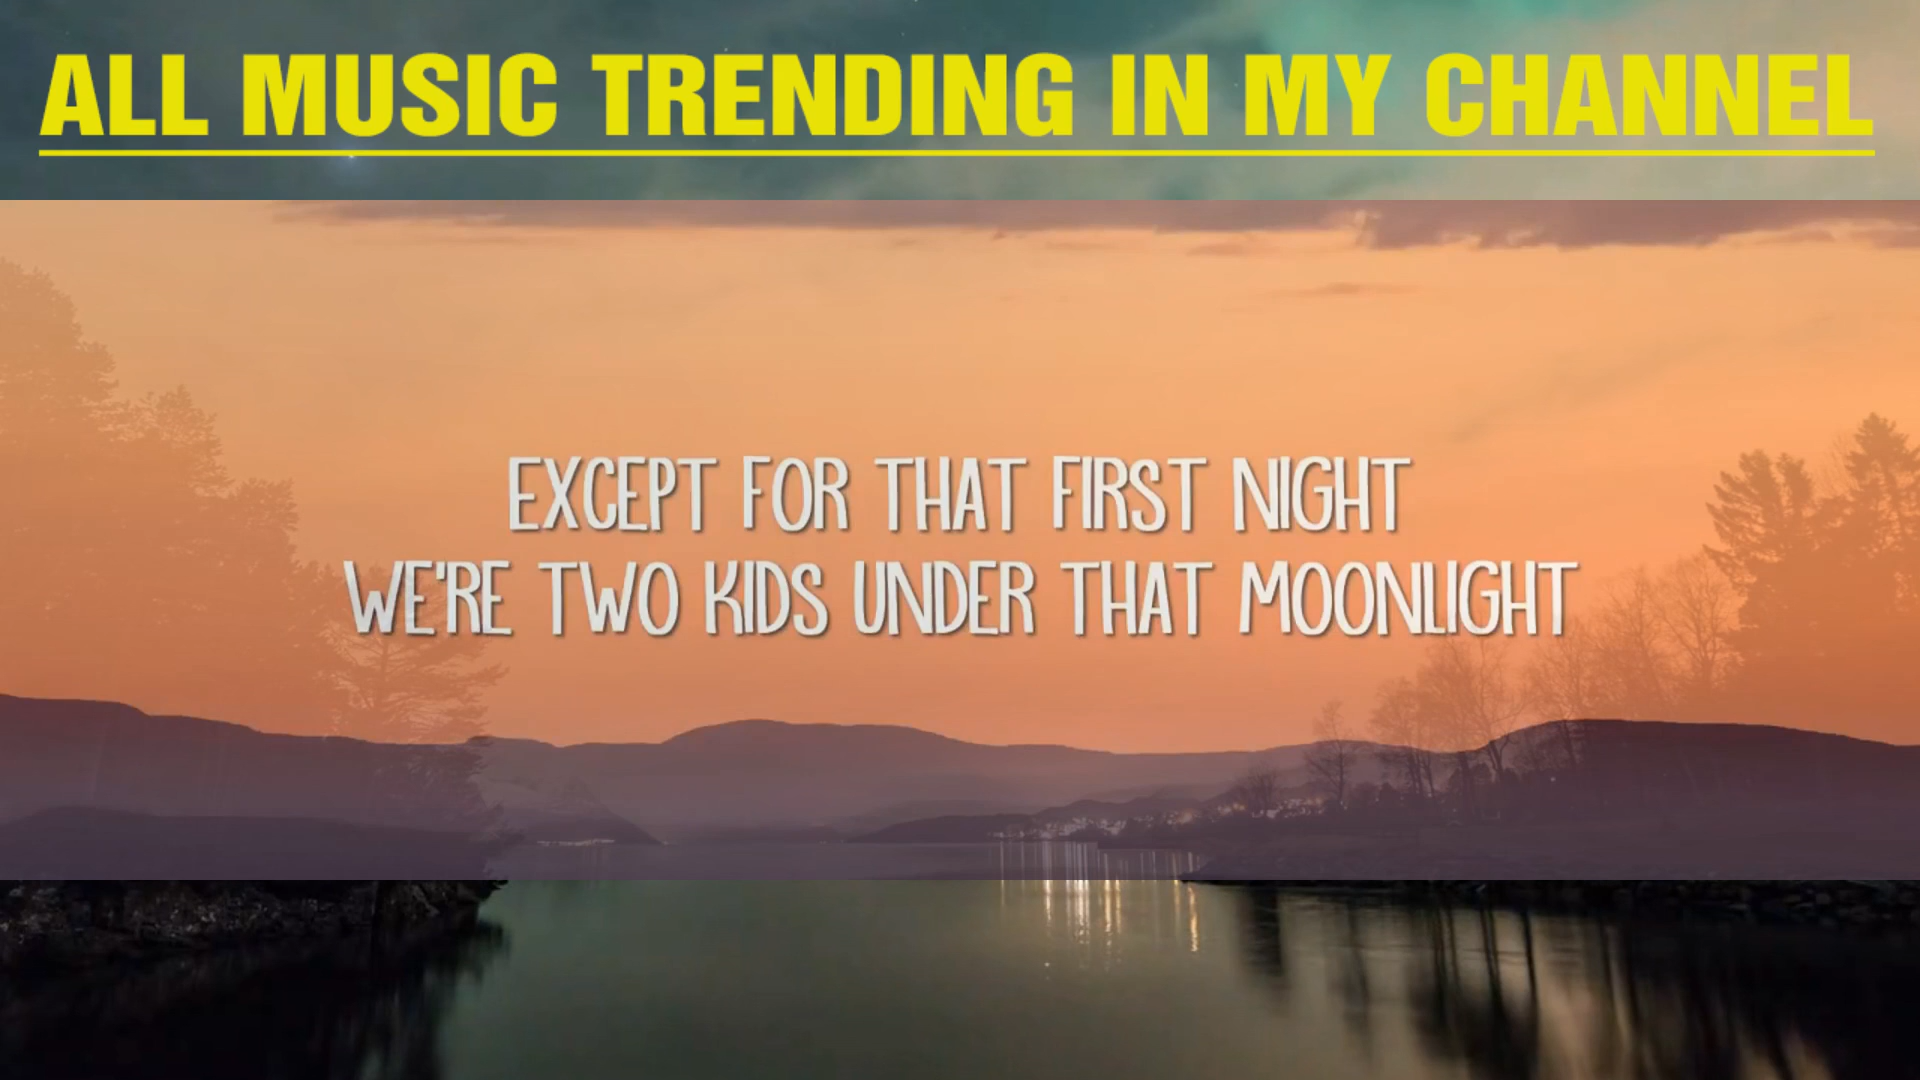 ALL MUSIC TRENDING IN MY CHANNEL
EXCEPT FOR THAT FIRST NIGHT
WE'RE TWO KIDS UNDER THAT MOONLIGHT